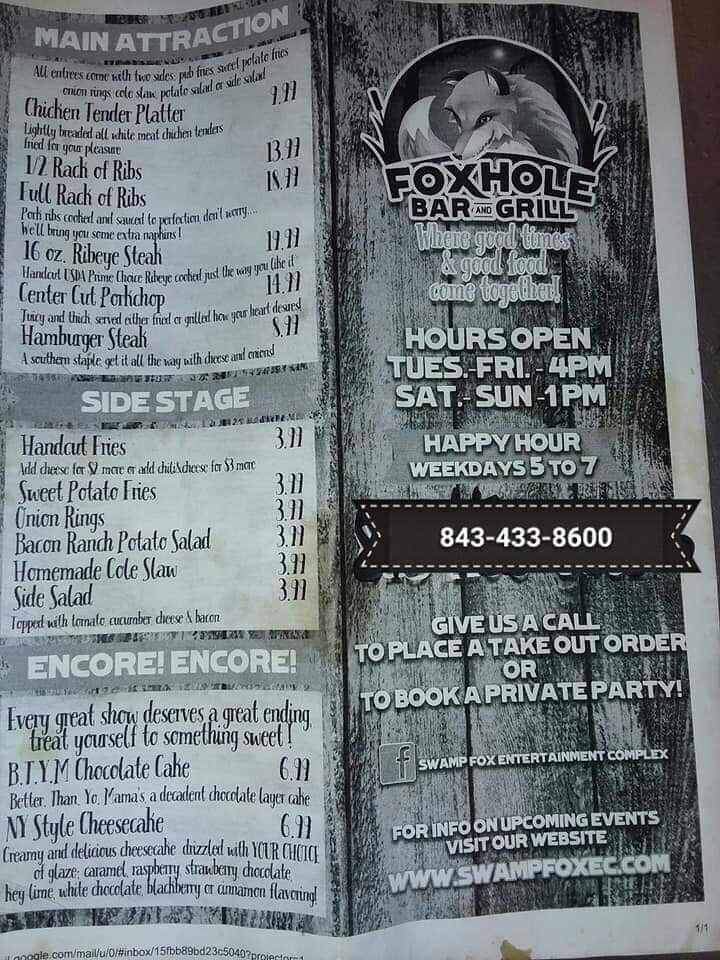 MAIN ATTRACTION
All entrees come with two sides: pub fries, sweet potato fries
onion rings, cole slaw, potato salad or side salad
Chicken Tender Platter 9.99
Lightly breaded all white meat chicken tenders
fried for your pleasure
1/2 Rack of Ribs 13.99
Full Rack of Ribs 18.99
Pork ribs cooked and sauced to perfection, don't worry....
We'll bring you some extra napkins!
16 oz. Ribeye Steak 19.99
Handcut USDA Prime Choice Ribeye cooked just the way you like it
Center Cut Porkchop 14.99
Juicy and thick, served either fried or grilled how your heart desires!
Hamburger Steak 8.99
A southern staple, get it all the way with cheese and onions!
SIDE STAGE
Handcut Fries 3.99
Add cheese for $2 more or add chili&cheese for $3 more
Sweet Potato Fries 3.99
Onion Rings 3.99
Bacon Ranch Potato Salad 3.99
Homemade Cole Slaw 3.99
Side Salad 3.99
Topped with tomato, cucumber, cheese & bacon
ENCORE! ENCORE!
Every great show deserves a great ending,
treat yourself to something sweet!
B.T.Y.M Chocolate Cake 6.99
Better. Than. Yo. Mama's, a decadent chocolate layer cake
NY Style Cheesecake 6.99
Creamy and delicious cheesecake drizzled with YOUR CHOICE
of glaze; caramel, raspberry, strawberry, chocolate,
key lime, white chocolate, blackberry or cinnamon flavoring!
il.google.com/mail/u/0/#inbox/15fbb89bd23c5040?projector=1
FOXHOLE
BAR AND GRILL
Where good times
& good food
come together!
HOURS OPEN
TUES.-FRI. - 4PM
SAT.- SUN -1 PM
HAPPY HOUR
WEEKDAYS 5 TO 7
843-433-8600
GIVE US A CALL
TO PLACE A TAKE OUT ORDER
OR
TO BOOK A PRIVATE PARTY!
f SWAMP FOX ENTERTAINMENT COMPLEX
FOR INFO ON UPCOMING EVENTS
VISIT OUR WEBSITE
WWW.SWAMPFOXEC.COM
1/1